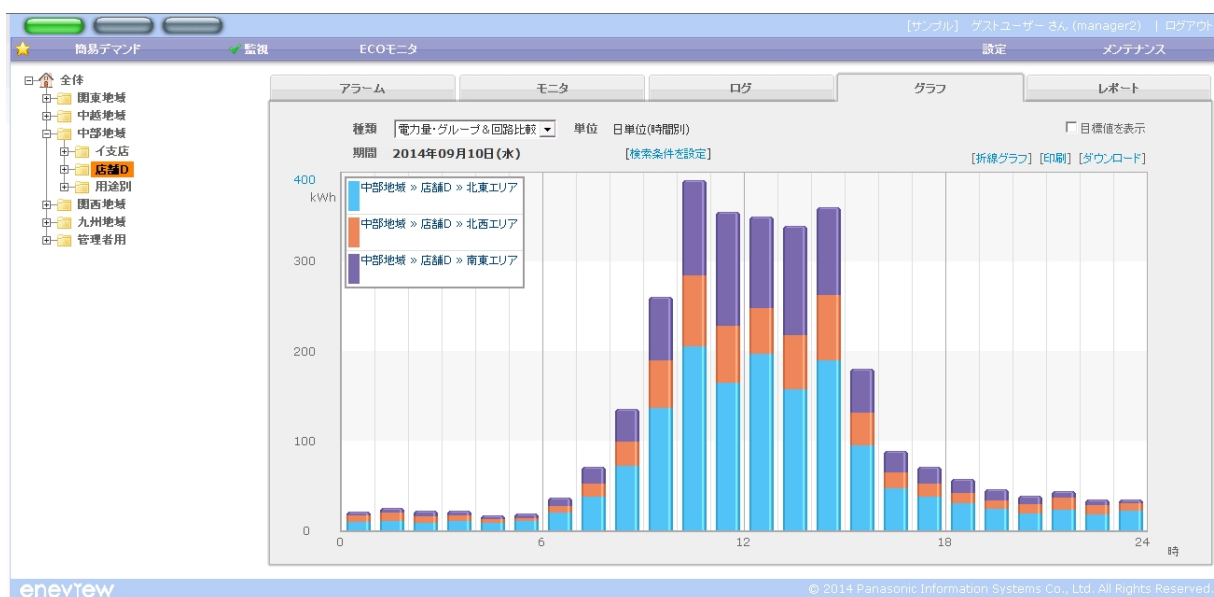 [サンプル] ゲストユーザー さん (manager2) | ログアウト
簡易デマンド 監視 ECOモニタ 設定 メンテナンス
全体
関東地域
中越地域
中部地域
イ支店
店舗D
用途別
関西地域
九州地域
管理者用
アラーム モニタ ログ グラフ レポート
種類 電力量・グループ&回路比較 単位 日単位(時間別) 目標値を表示
期間 2014年09月10日(水) [検索条件を設定]
[折線グラフ] [印刷] [ダウンロード]
400
kWh
中部地域 » 店舗D » 北東エリア
中部地域 » 店舗D » 北西エリア
中部地域 » 店舗D » 南東エリア
300
200
100
0
0 6 12 18 24
時
eneview
© 2014 Panasonic Information Systems Co., Ltd. All Rights Reserved.